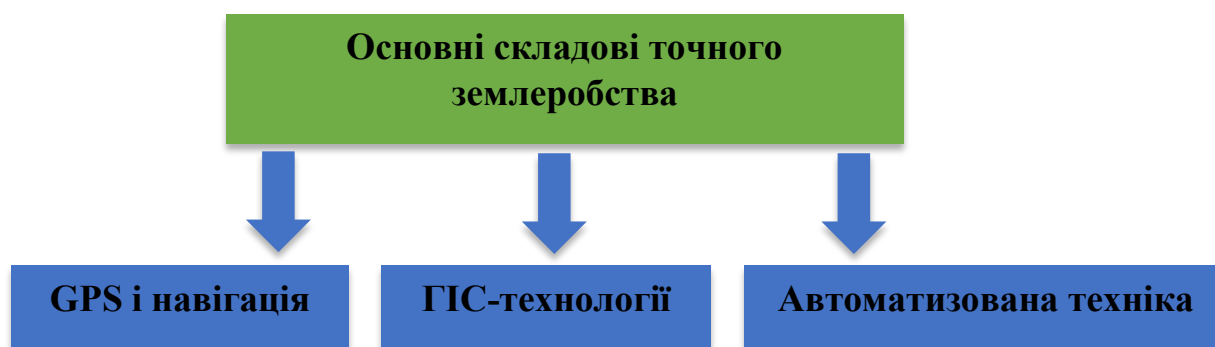 Основні складові точного
землеробства
GPS і навігація
ГІС-технології
Автоматизована техніка